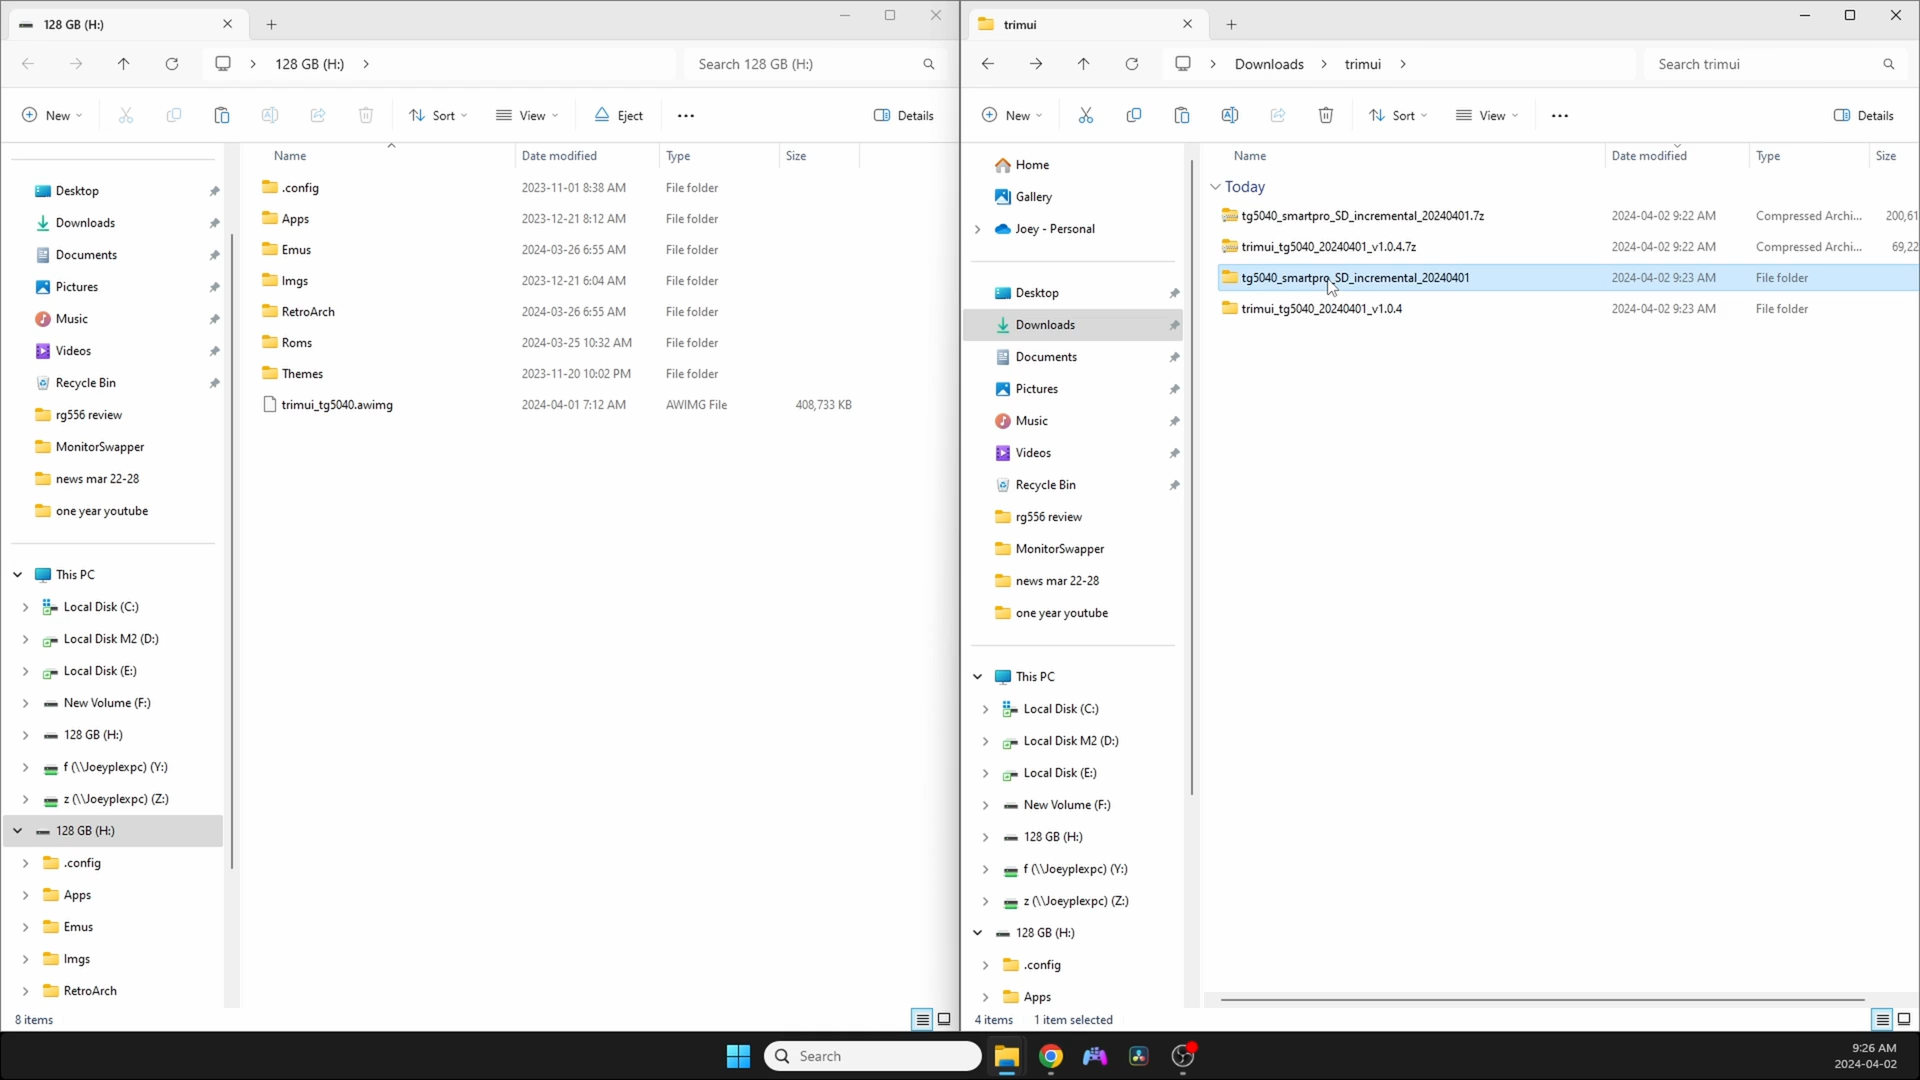 128 GB (H:)
128 GB (H:)
Search 128 GB (H:)
New
Sort
View
Eject
Details
Name
Date modified
Type
Size
.config 2023-11-01 8:38 AM File folder
Apps 2023-12-21 8:12 AM File folder
Emus 2024-03-26 6:55 AM File folder
Imgs 2023-12-21 6:04 AM File folder
RetroArch 2024-03-26 6:55 AM File folder
Roms 2024-03-25 10:32 AM File folder
Themes 2023-11-20 10:02 PM File folder
trimui_tg5040.awimg 2024-04-01 7:12 AM AWIMG File 408,733 KB
Desktop
Downloads
Documents
Pictures
Music
Videos
Recycle Bin
rg556 review
MonitorSwapper
news mar 22-28
one year youtube
This PC
Local Disk (C:)
Local Disk M2 (D:)
Local Disk (E:)
New Volume (F:)
128 GB (H:)
f (\\Joeyplexpc) (Y:)
z (\\Joeyplexpc) (Z:)
128 GB (H:)
.config
Apps
Emus
Imgs
RetroArch
8 items
trimui
Downloads
trimui
Search trimui
New
Sort
View
Details
Name
Date modified
Type
Size
Today
tg5040_smartpro_SD_incremental_20240401.7z 2024-04-02 9:22 AM Compressed Archi... 200,61
trimui_tg5040_20240401_v1.0.4.7z 2024-04-02 9:22 AM Compressed Archi... 69,22
tg5040_smartpro_SD_incremental_20240401 2024-04-02 9:23 AM File folder
trimui_tg5040_20240401_v1.0.4 2024-04-02 9:23 AM File folder
Home
Gallery
Joey - Personal
Desktop
Downloads
Documents
Pictures
Music
Videos
Recycle Bin
rg556 review
MonitorSwapper
news mar 22-28
one year youtube
This PC
Local Disk (C:)
Local Disk M2 (D:)
Local Disk (E:)
New Volume (F:)
128 GB (H:)
f (\\Joeyplexpc) (Y:)
z (\\Joeyplexpc) (Z:)
128 GB (H:)
.config
Apps
4 items
1 item selected
Search
9:26 AM
2024-04-02